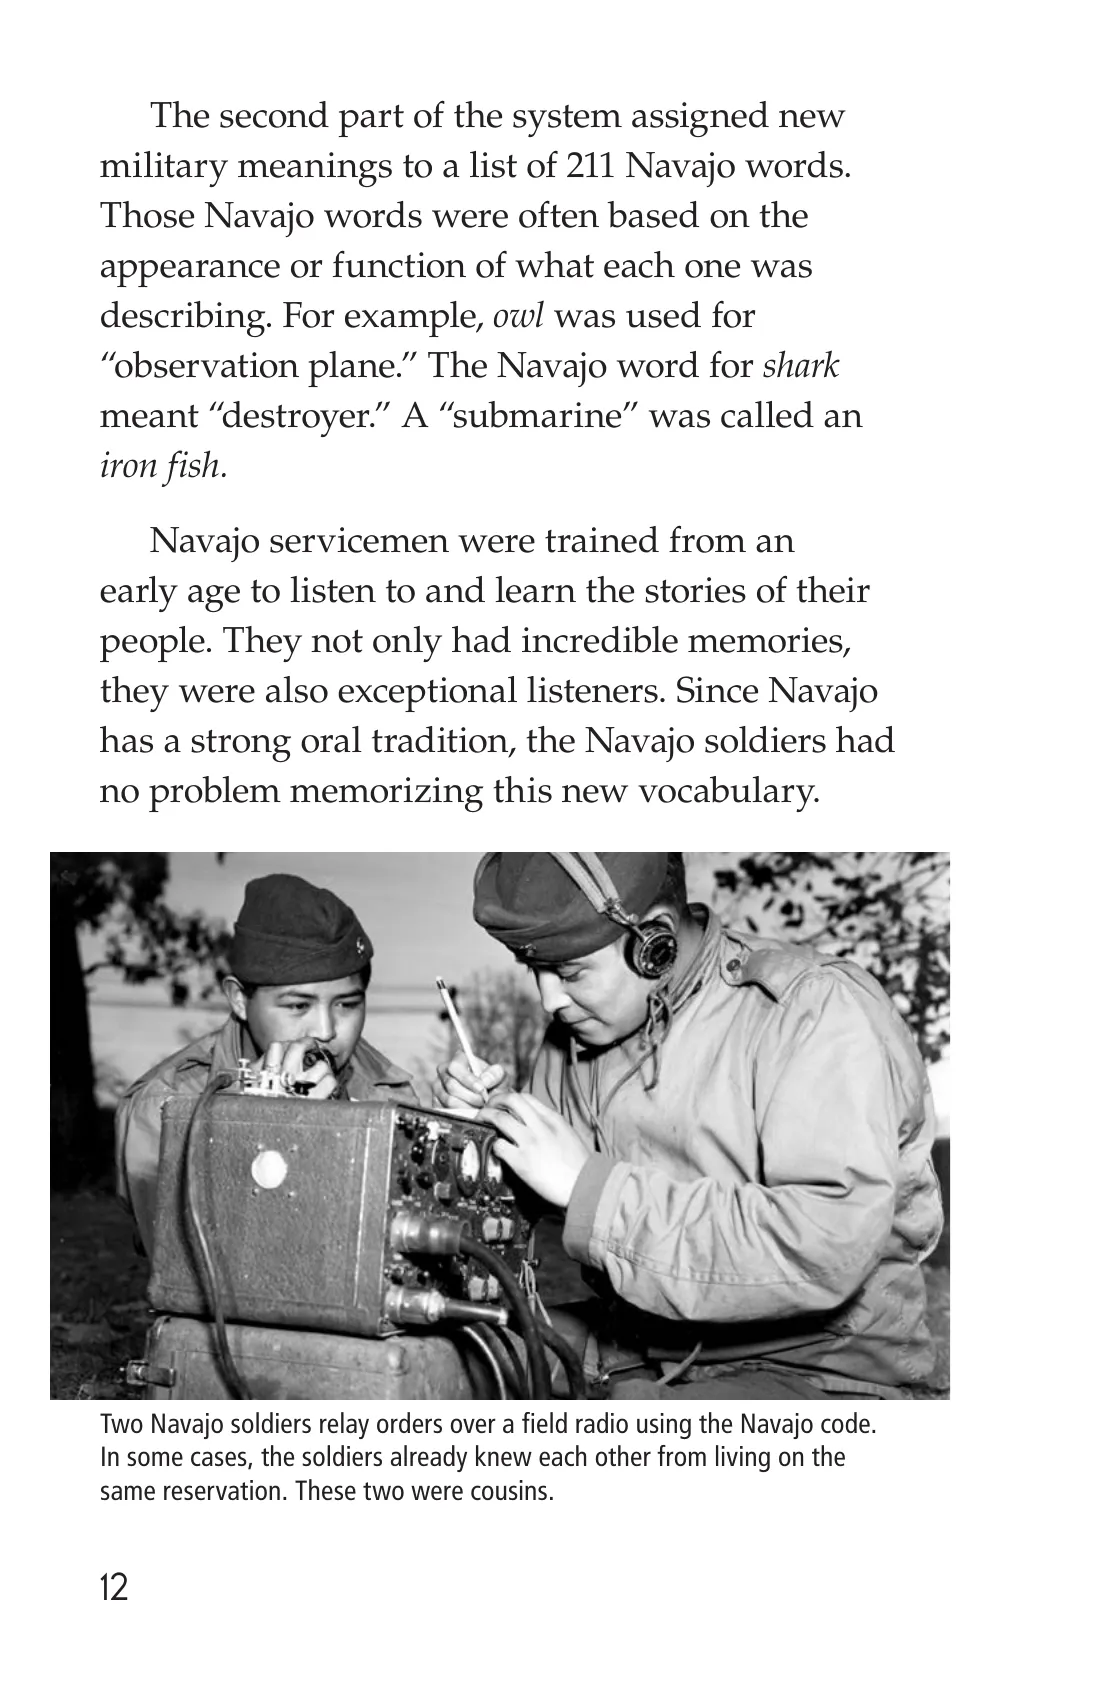 The second part of the system assigned new
military meanings to a list of 211 Navajo words.
Those Navajo words were often based on the
appearance or function of what each one was
describing. For example, owl was used for
“observation plane.” The Navajo word for shark
meant “destroyer.” A “submarine” was called an
iron fish.
Navajo servicemen were trained from an
early age to listen to and learn the stories of their
people. They not only had incredible memories,
they were also exceptional listeners. Since Navajo
has a strong oral tradition, the Navajo soldiers had
no problem memorizing this new vocabulary.
Two Navajo soldiers relay orders over a field radio using the Navajo code.
In some cases, the soldiers already knew each other from living on the
same reservation. These two were cousins.
12